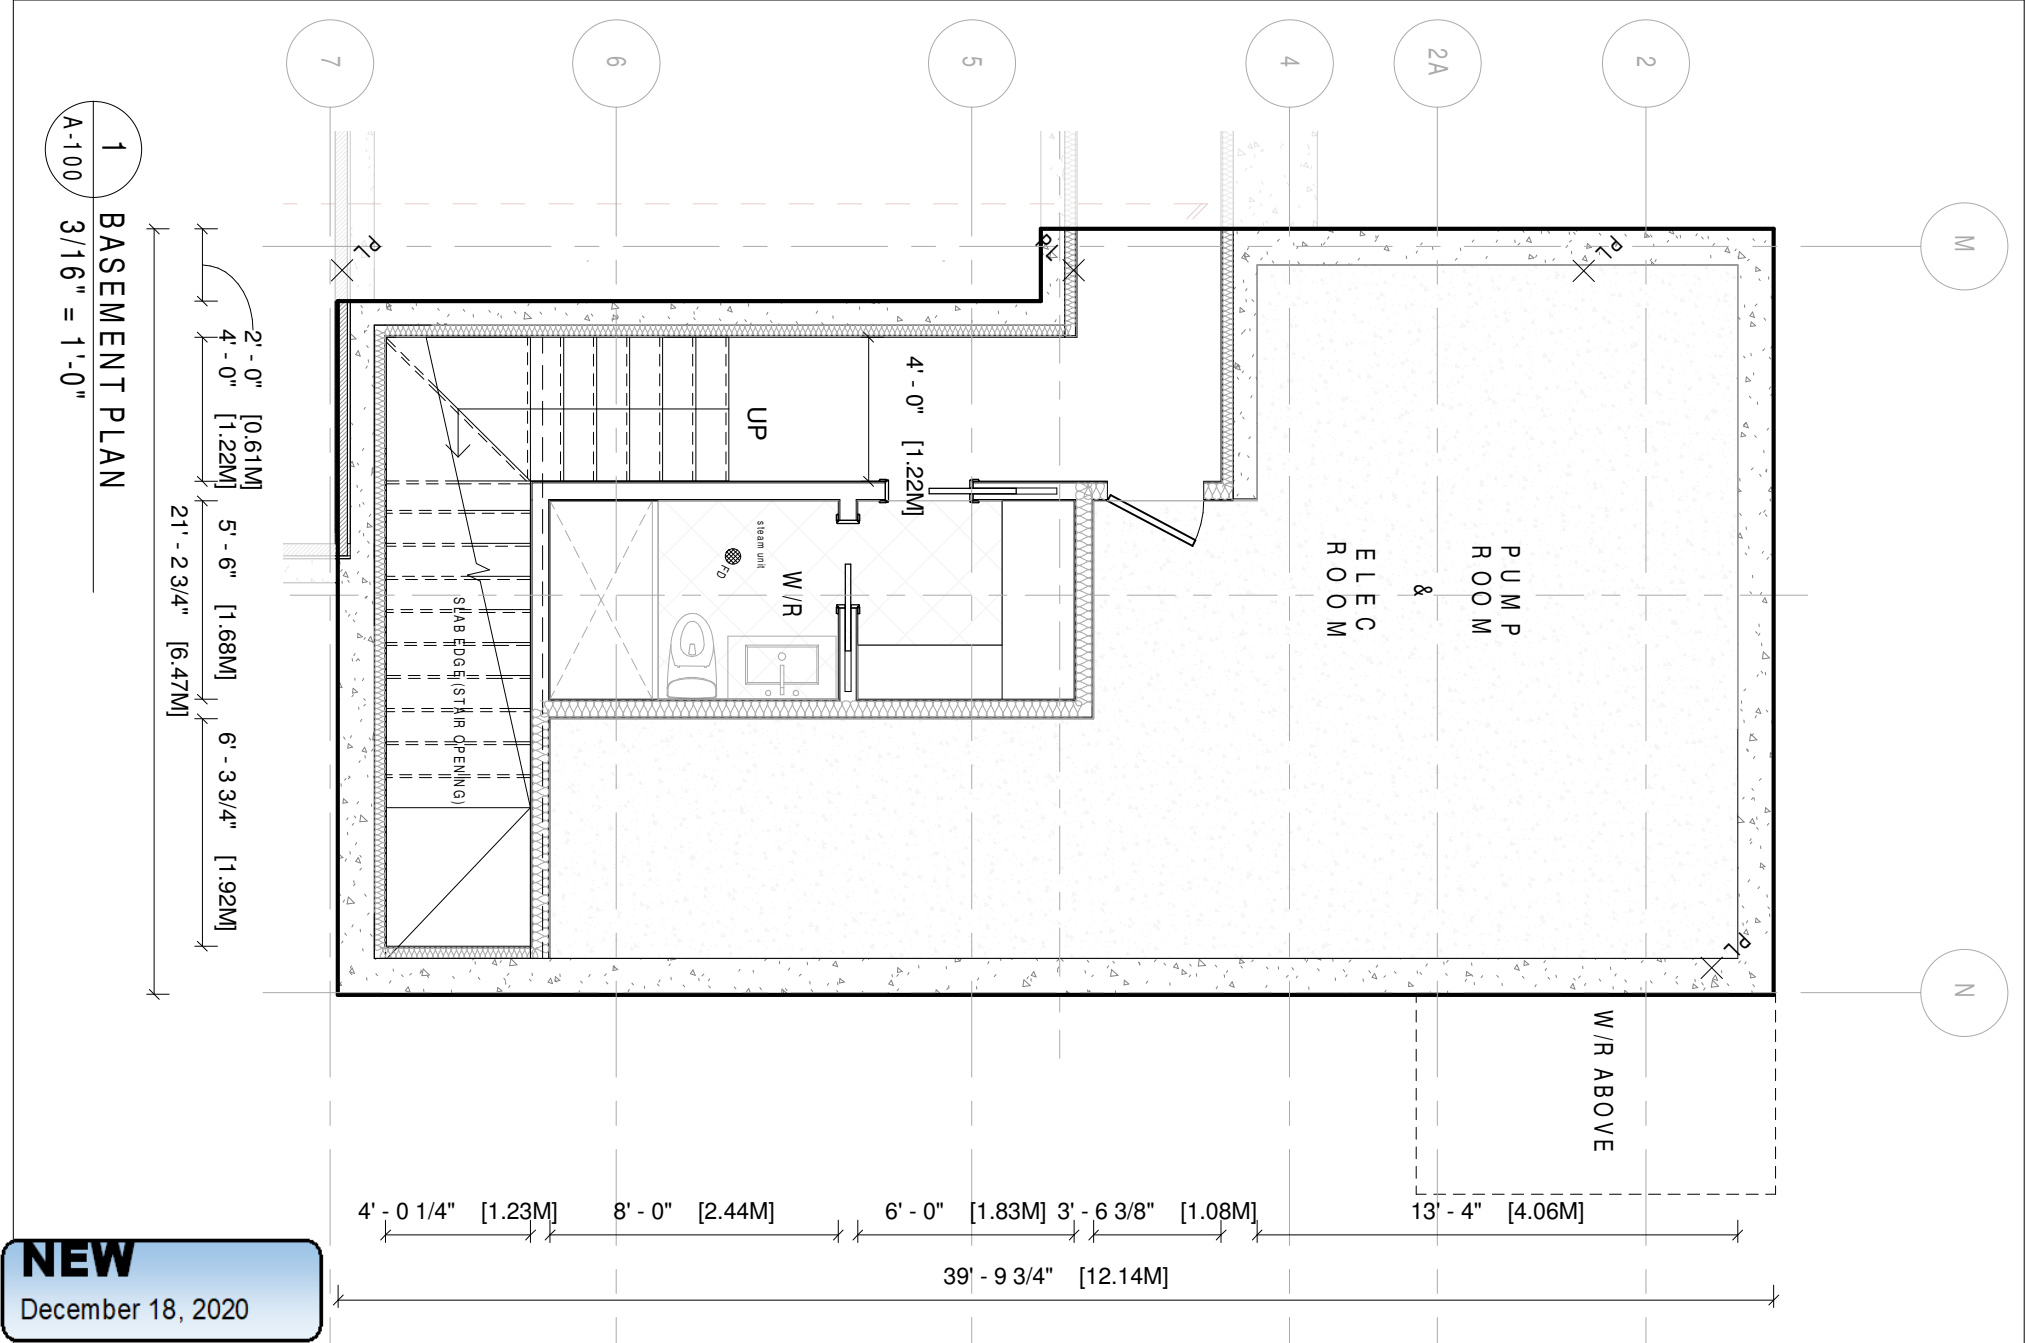 7
6
5
4
2A
2
M
N
1
A-100
BASEMENT PLAN
3/16" = 1'-0"
PL
PL
PL
PL
2' - 0" [0.61M]
4' - 0" [1.22M]
5' - 6" [1.68M]
6' - 3 3/4" [1.92M]
21' - 2 3/4" [6.47M]
4' - 0" [1.22M]
UP
steam unit
FD
W/R
SLAB EDGE (STAIR OPENING)
PUMP
ROOM
&
ELEC
ROOM
W/R ABOVE
4' - 0 1/4" [1.23M]
8' - 0" [2.44M]
6' - 0" [1.83M]
3' - 6 3/8" [1.08M]
13' - 4" [4.06M]
39' - 9 3/4" [12.14M]
NEW
December 18, 2020